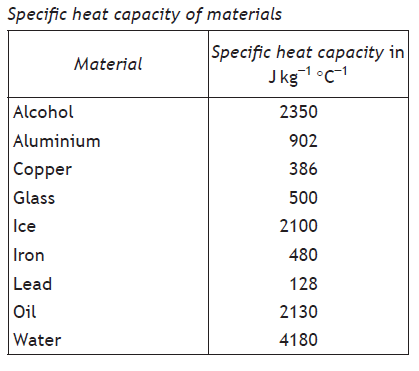 Specific heat capacity of materials
Material
Specific heat capacity in
J kg⁻¹ °C⁻¹
Alcohol 2350
Aluminium 902
Copper 386
Glass 500
Ice 2100
Iron 480
Lead 128
Oil 2130
Water 4180